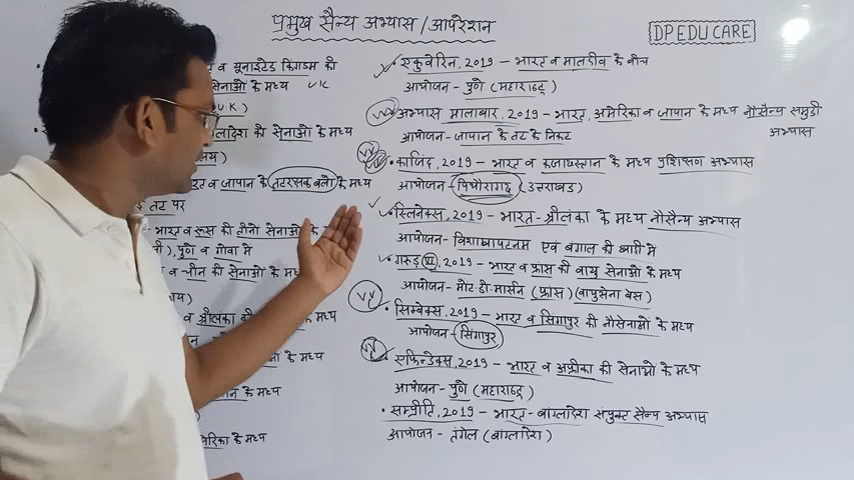 प्रमुख सैन्य अभ्यास / आपरेशन
DP EDU CARE
व यूनाइटेड किंगडम की
सेनाओं के मध्य UK
U.K.)
की सेनाओं के मध्य
व जापान के तटरक्षक बलों के मध्य
तट पर
भारत व रूस की तीनों सेनाओं के
), पुणे व गोवा में
व चीन की सेनाओं के मध्य
व श्रीलंका की के मध्य
ओं के मध्य
न के मध्य
के मध्य
एकुवेरिन, 2019 – भारत व मालदीव के बीच
आयोजन – पुणे (महाराष्ट्र)
अभ्यास मालाबार, 2019 – भारत, अमेरिका व जापान के मध्य नौसैन्य समुद्री
अभ्यास
आयोजन – जापान के तट के निकट
• काजिंद, 2019 – भारत व कजाखस्तान के मध्य प्रशिक्षण अभ्यास
आयोजन – पिथौरागढ़ (उत्तराखंड)
स्लिनेक्स, 2019 – भारत-श्रीलंका के मध्य नौसैन्य अभ्यास
आयोजन – विशाखापटनम एवं बंगाल की खाड़ी में
• गरुड़ VI, 2019 – भारत व फ्रांस की वायु सेनाओं के मध्य
आयोजन – मोंट-डी-मार्सन (फ्रांस) (वायुसेना बेस)
• सिम्बेक्स, 2019 – भारत व सिंगापुर की नौसेनाओं के मध्य
आयोजन – सिंगापुर
• एफिन्डेक्स, 2019 – भारत व अफ्रीका की सेनाओं के मध्य
आयोजन – पुणे (महाराष्ट्र)
• सम्प्रीति, 2019 – भारत-बांग्लादेश संयुक्त सैन्य अभ्यास
आयोजन – तंगेल (बांग्लादेश)